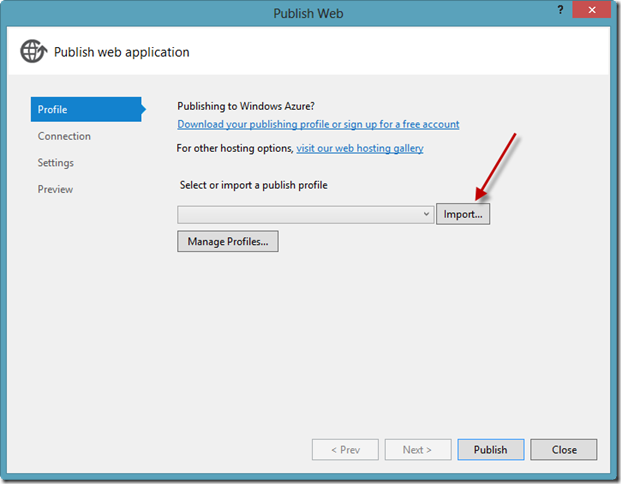 Publish Web
?
Publish web application
Profile
Connection
Settings
Preview
Publishing to Windows Azure?
Download your publishing profile or sign up for a free account
For other hosting options, visit our web hosting gallery
Select or import a publish profile
Import...
Manage Profiles...
< Prev
Next >
Publish
Close